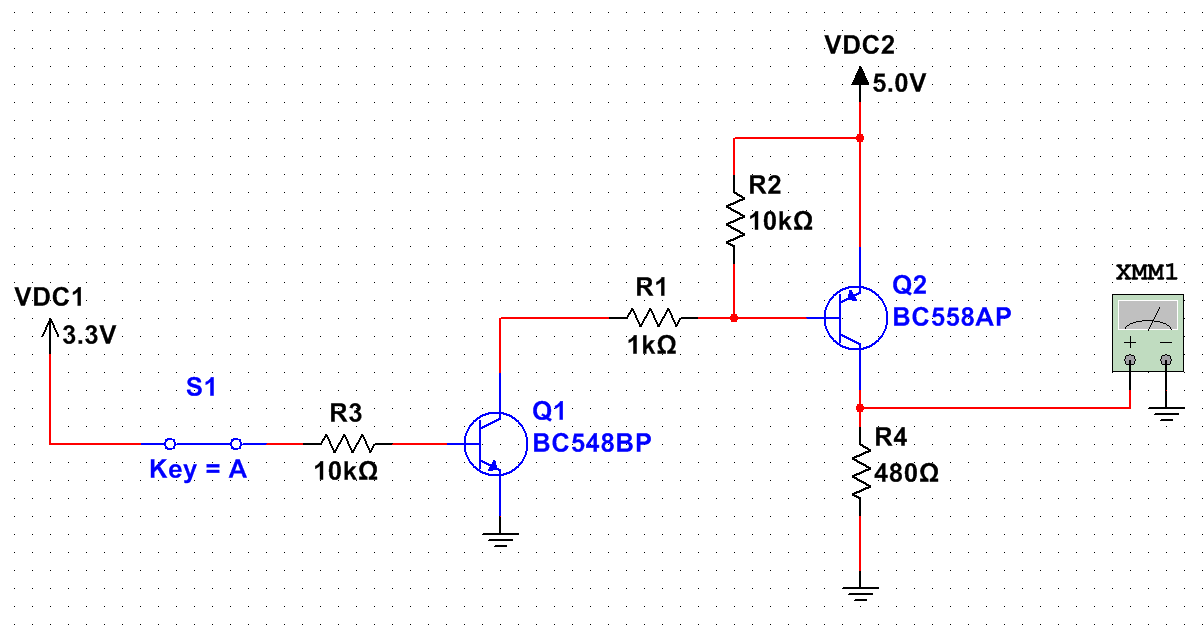 VDC2
5.0V
R2
10kΩ
XMM1
R1
1kΩ
Q2
BC558AP
VDC1
3.3V
+ −
S1
Key = A
R3
10kΩ
Q1
BC548BP
R4
480Ω